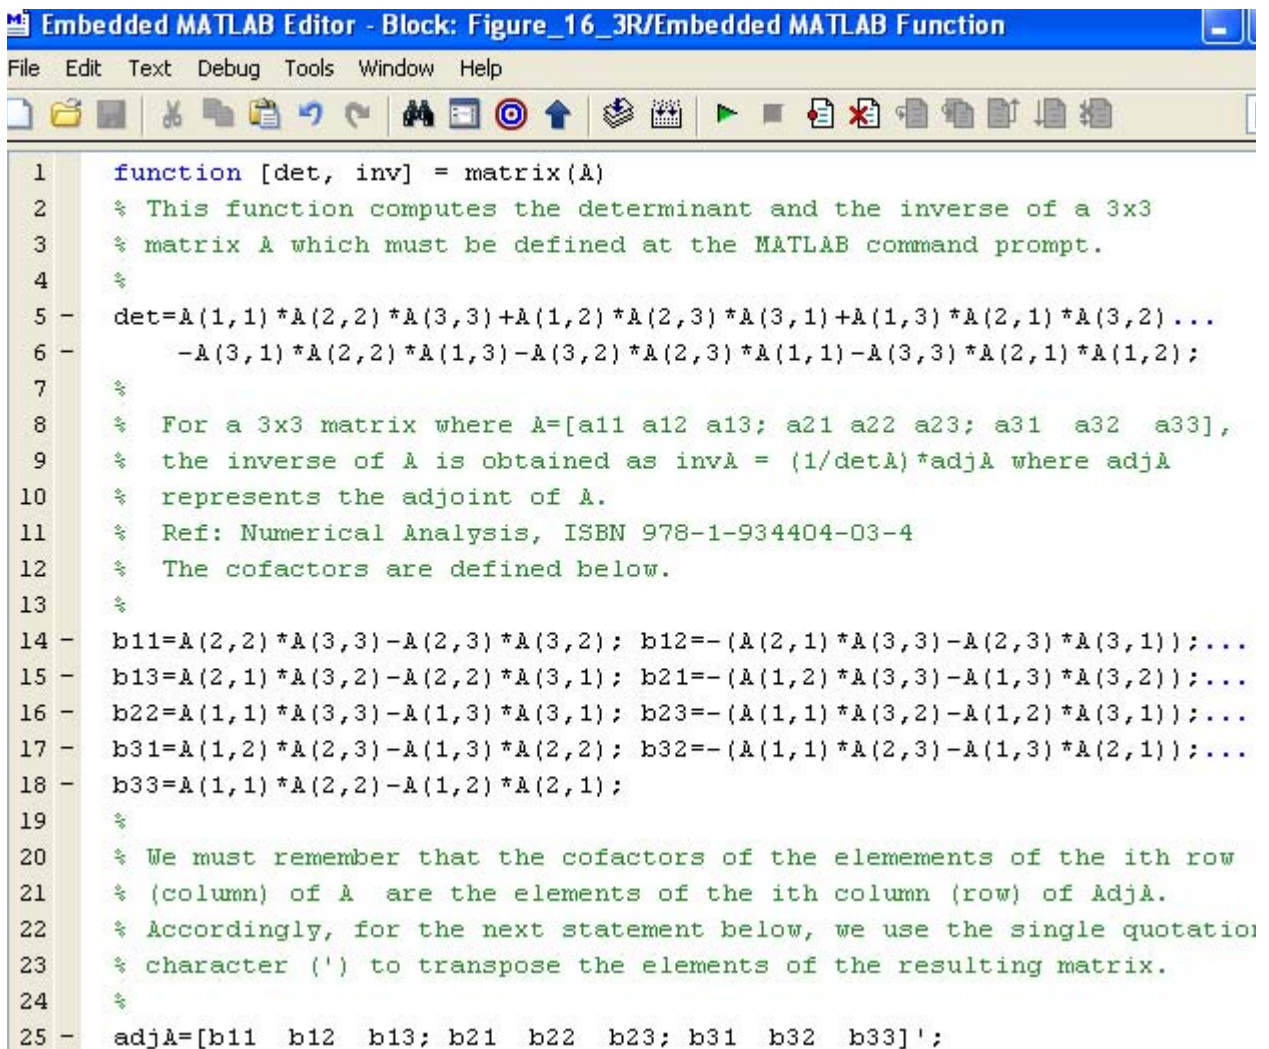 Embedded MATLAB Editor - Block: Figure_16_3R/Embedded MATLAB Function
File Edit Text Debug Tools Window Help
1 function [det, inv] = matrix(A)
2 % This function computes the determinant and the inverse of a 3x3
3 % matrix A which must be defined at the MATLAB command prompt.
4 %
5 - det=A(1,1)*A(2,2)*A(3,3)+A(1,2)*A(2,3)*A(3,1)+A(1,3)*A(2,1)*A(3,2)...
6 - -A(3,1)*A(2,2)*A(1,3)-A(3,2)*A(2,3)*A(1,1)-A(3,3)*A(2,1)*A(1,2);
7 %
8 % For a 3x3 matrix where A=[a11 a12 a13; a21 a22 a23; a31 a32 a33],
9 % the inverse of A is obtained as invA = (1/detA)*adjA where adjA
10 % represents the adjoint of A.
11 % Ref: Numerical Analysis, ISBN 978-1-934404-03-4
12 % The cofactors are defined below.
13 %
14 - b11=A(2,2)*A(3,3)-A(2,3)*A(3,2); b12=-(A(2,1)*A(3,3)-A(2,3)*A(3,1));...
15 - b13=A(2,1)*A(3,2)-A(2,2)*A(3,1); b21=-(A(1,2)*A(3,3)-A(1,3)*A(3,2));...
16 - b22=A(1,1)*A(3,3)-A(1,3)*A(3,1); b23=-(A(1,1)*A(3,2)-A(1,2)*A(3,1));...
17 - b31=A(1,2)*A(2,3)-A(1,3)*A(2,2); b32=-(A(1,1)*A(2,3)-A(1,3)*A(2,1));...
18 - b33=A(1,1)*A(2,2)-A(1,2)*A(2,1);
19 %
20 % We must remember that the cofactors of the elemements of the ith row
21 % (column) of A are the elements of the ith column (row) of AdjA.
22 % Accordingly, for the next statement below, we use the single quotation
23 % character (') to transpose the elements of the resulting matrix.
24 %
25 - adjA=[b11 b12 b13; b21 b22 b23; b31 b32 b33]';